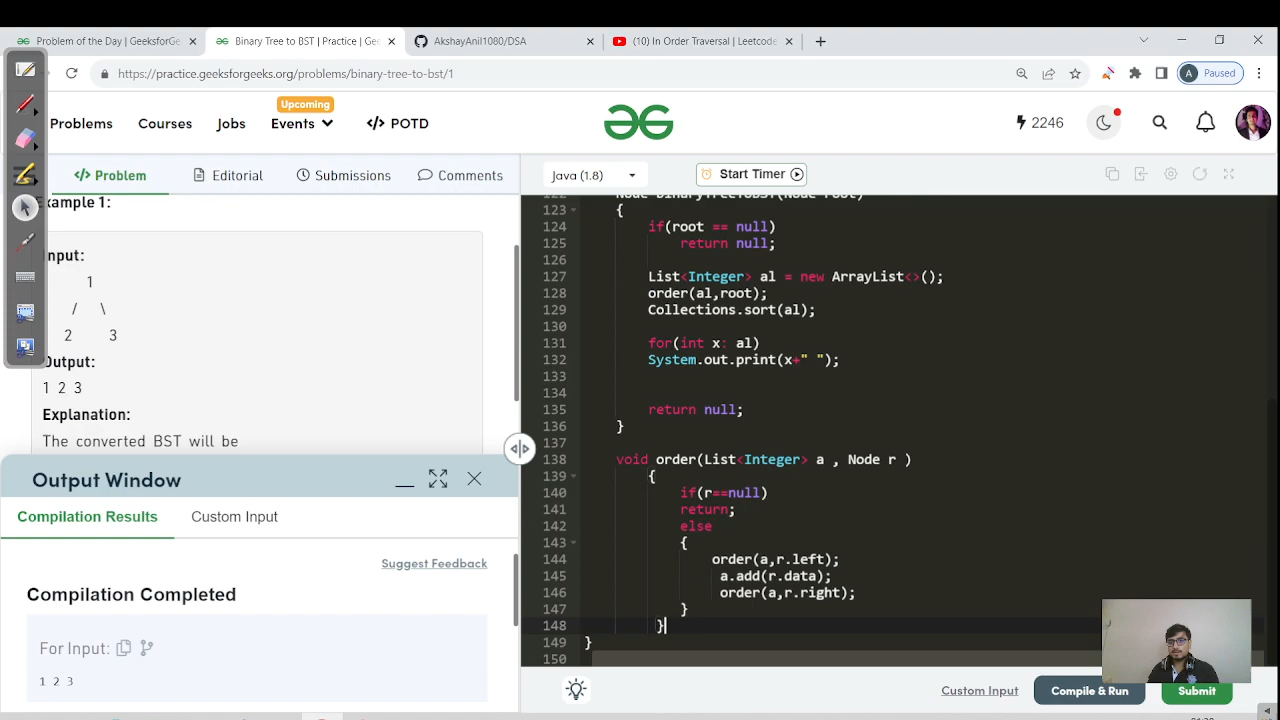 Problem of the Day | GeeksforGe
Binary Tree to BST | Practice | Ge
AkshayAnil1080/DSA
(10) In Order Traversal | Leetcode
https://practice.geeksforgeeks.org/problems/binary-tree-to-bst/1
A Paused
Upcoming
Problems
Courses
Jobs
Events
</> POTD
2246
</> Problem
Editorial
Submissions
Comments
Java (1.8)
Start Timer
xample 1:
nput:
1
/ \
2 3
Output:
1 2 3
Explanation:
The converted BST will be
Output Window
Compilation Results
Custom Input
Suggest Feedback
Compilation Completed
For Input:
1 2 3
122 Node binaryTreeToBST(Node root)
123 {
124 if(root == null)
125 return null;
126
127 List<Integer> al = new ArrayList<>();
128 order(al,root);
129 Collections.sort(al);
130
131 for(int x: al)
132 System.out.print(x+" ");
133
134
135 return null;
136 }
137
138 void order(List<Integer> a , Node r )
139 {
140 if(r==null)
141 return;
142 else
143 {
144 order(a,r.left);
145 a.add(r.data);
146 order(a,r.right);
147 }
148 }
149 }
150
Custom Input
Compile & Run
Submit